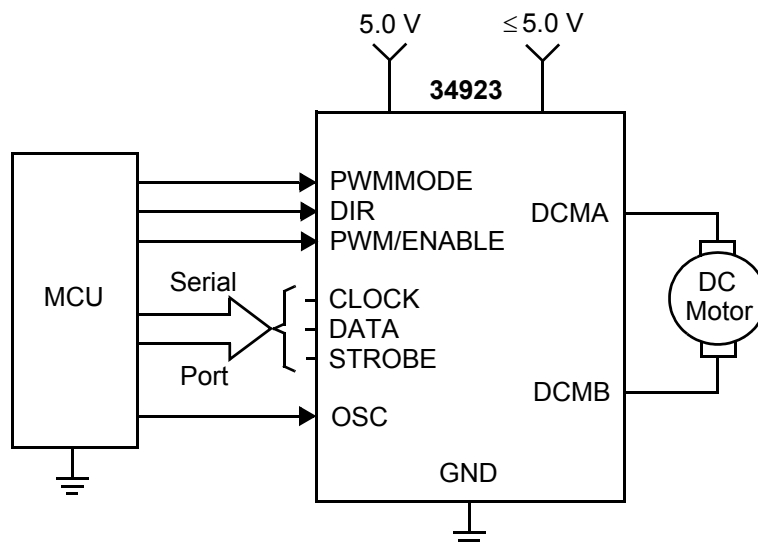 5.0 V
≤ 5.0 V
34923
MCU
Serial
Port
PWMMODE
DIR
PWM/ENABLE
CLOCK
DATA
STROBE
OSC
GND
DCMA
DCMB
DC
Motor